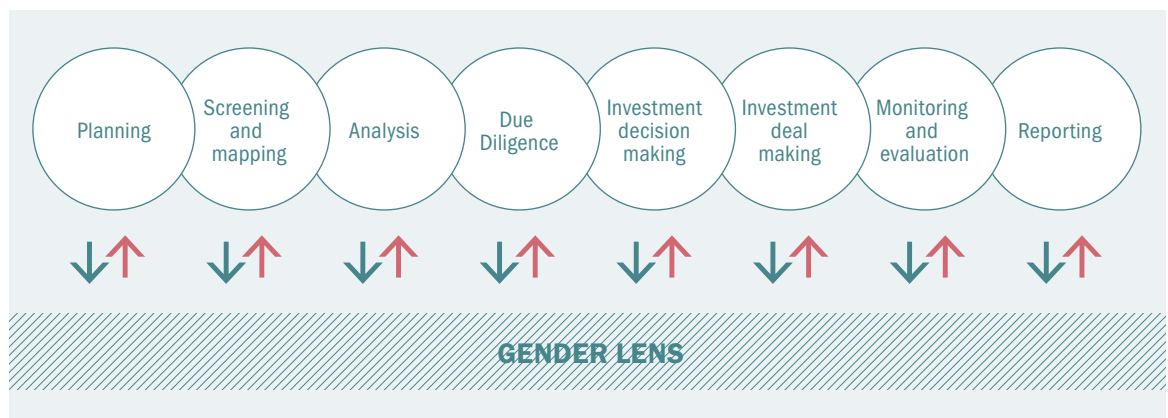 Planning
Screening
and
mapping
Analysis
Due
Diligence
Investment
decision
making
Investment
deal
making
Monitoring
and
evaluation
Reporting
GENDER LENS